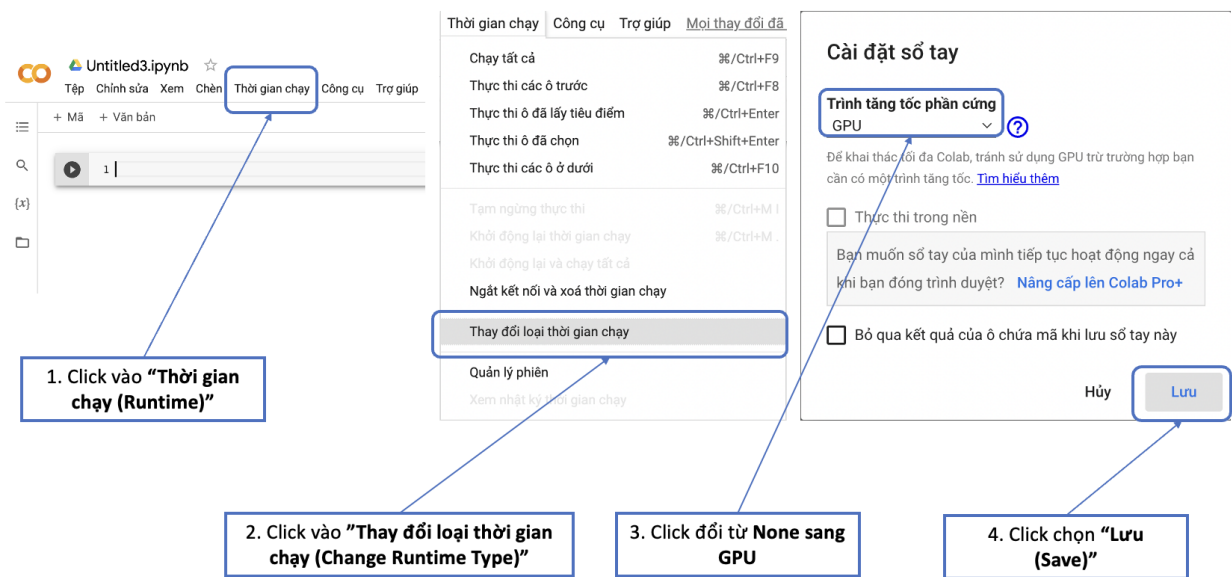 Untitled3.ipynb
Tệp Chỉnh sửa Xem Chèn Thời gian chạy Công cụ Trợ giúp
+ Mã + Văn bản
1
{x}
1. Click vào “Thời gian
chạy (Runtime)”
Thời gian chạy Công cụ Trợ giúp Mọi thay đổi đã
Chạy tất cả ⌘/Ctrl+F9
Thực thi các ô trước ⌘/Ctrl+F8
Thực thi ô đã lấy tiêu điểm ⌘/Ctrl+Enter
Thực thi ô đã chọn ⌘/Ctrl+Shift+Enter
Thực thi các ô ở dưới ⌘/Ctrl+F10
Tạm ngừng thực thi ⌘/Ctrl+M I
Khởi động lại thời gian chạy ⌘/Ctrl+M .
Khởi động lại và chạy tất cả
Ngắt kết nối và xoá thời gian chạy
Thay đổi loại thời gian chạy
Quản lý phiên
Xem nhật ký thời gian chạy
2. Click vào ”Thay đổi loại thời gian
chạy (Change Runtime Type)”
Cài đặt sổ tay
Trình tăng tốc phần cứng
GPU
?
Để khai thác tối đa Colab, tránh sử dụng GPU trừ trường hợp bạn
cần có một trình tăng tốc. Tìm hiểu thêm
Thực thi trong nền
Bạn muốn sổ tay của mình tiếp tục hoạt động ngay cả
khi bạn đóng trình duyệt? Nâng cấp lên Colab Pro+
Bỏ qua kết quả của ô chứa mã khi lưu sổ tay này
Hủy Lưu
3. Click đổi từ None sang
GPU
4. Click chọn “Lưu
(Save)”